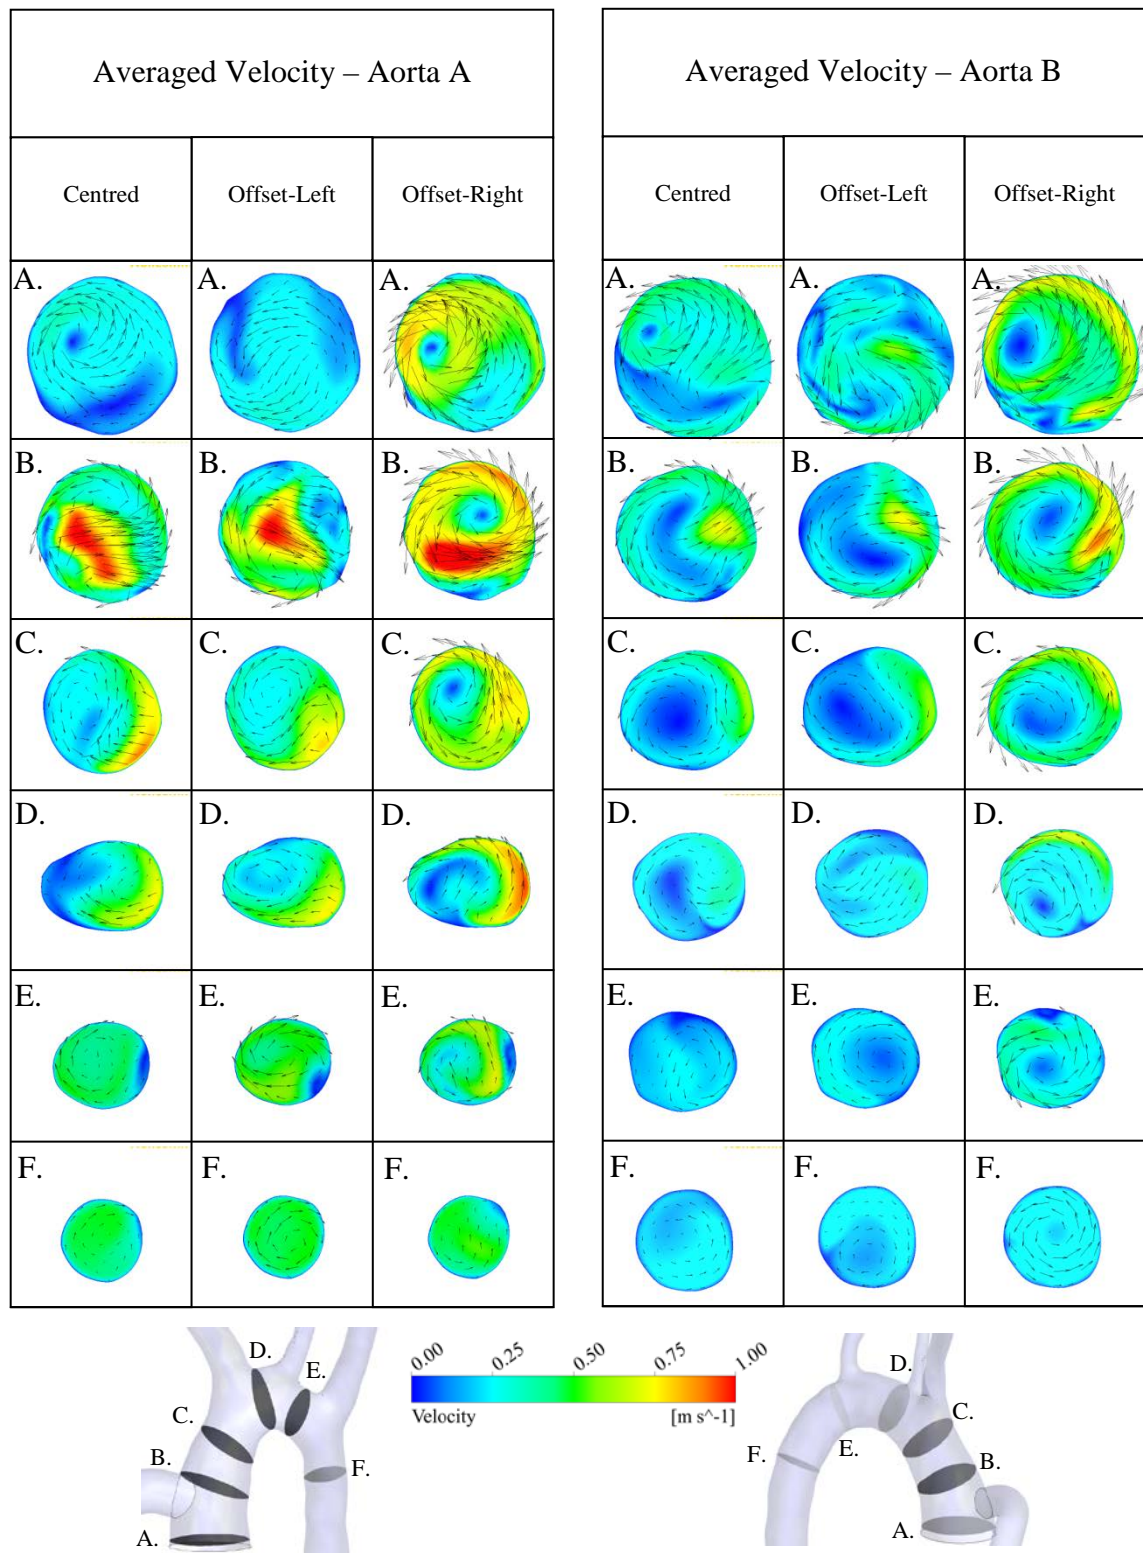 Averaged Velocity – Aorta A
Averaged Velocity – Aorta B
Centred
Offset-Left
Offset-Right
Centred
Offset-Left
Offset-Right
A.
A.
A.
A.
A.
A.
B.
B.
B.
B.
B.
B.
C.
C.
C.
C.
C.
C.
D.
D.
D.
D.
D.
D.
E.
E.
E.
E.
E.
E.
F.
F.
F.
F.
F.
F.
D.
E.
C.
B.
F.
A.
0.00
0.25
0.50
0.75
1.00
Velocity
[m s^-1]
D.
C.
F.
E.
B.
A.